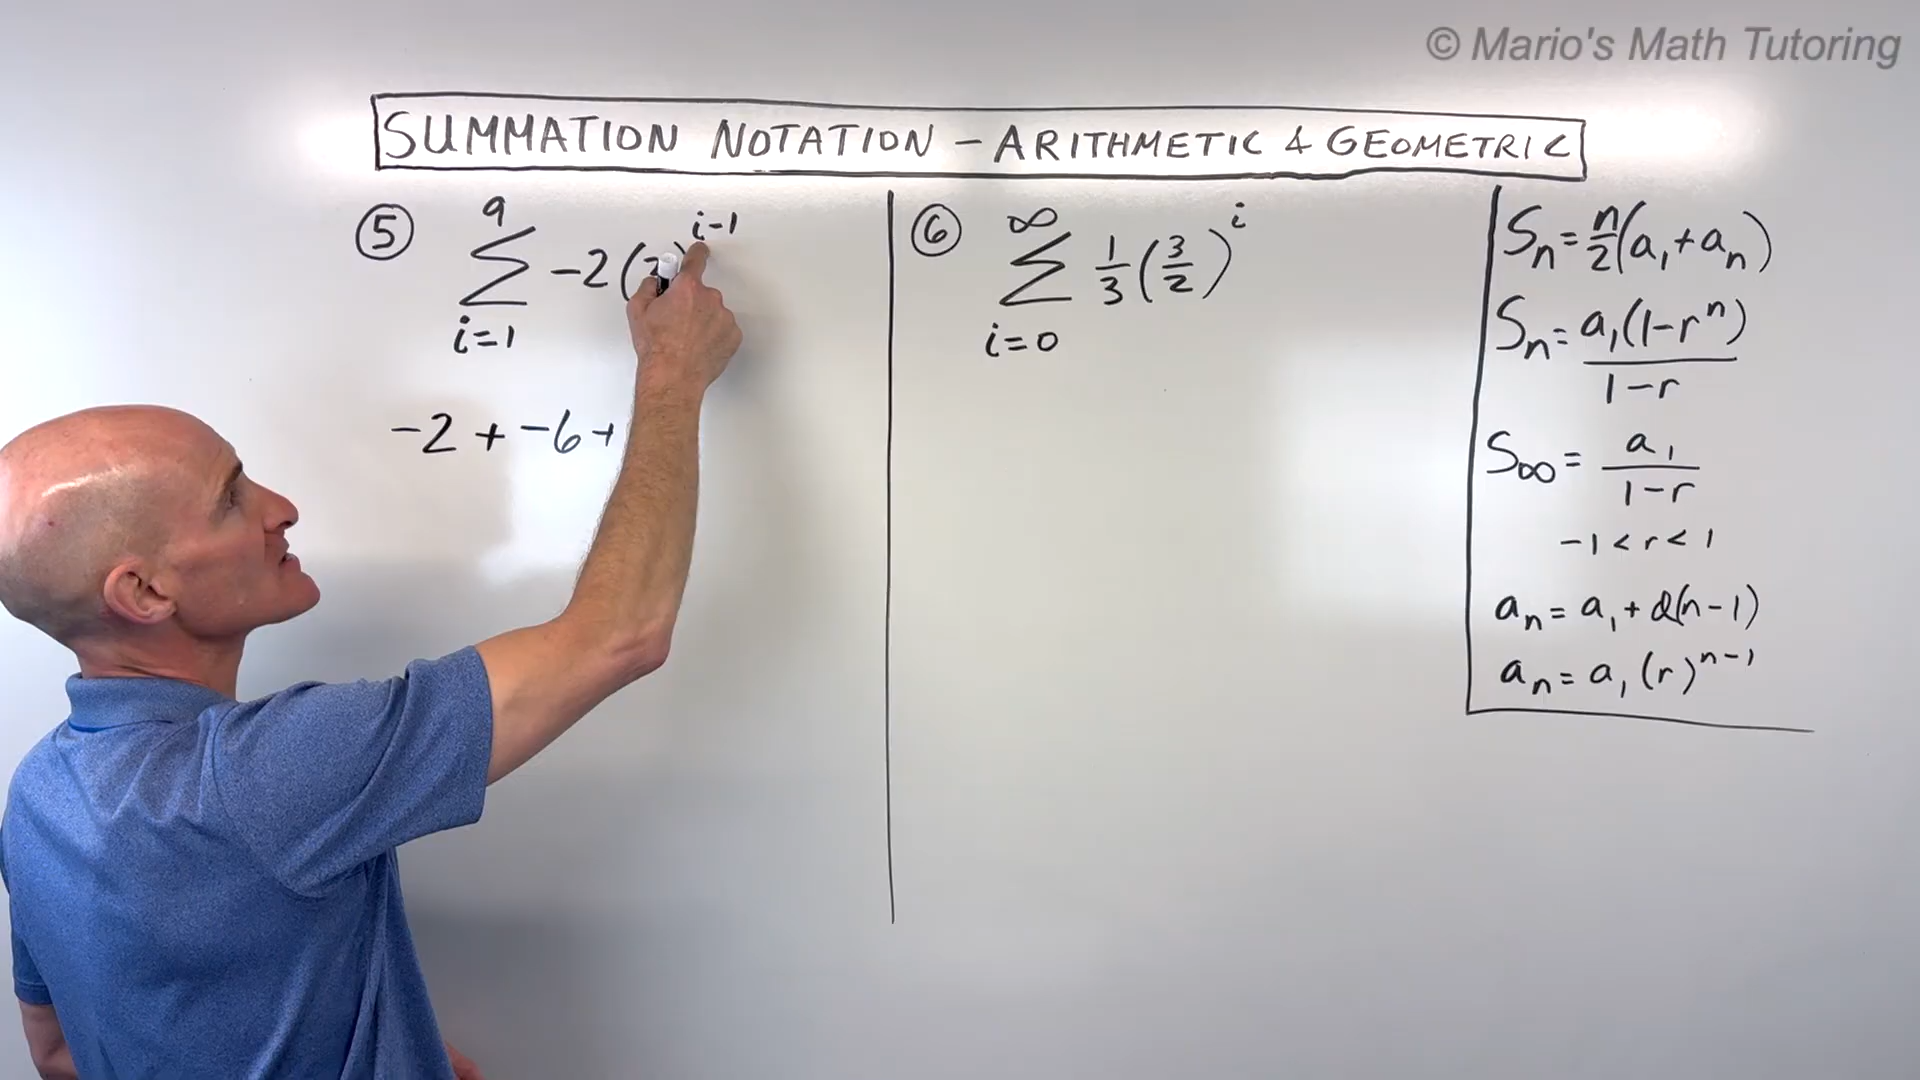 © Mario's Math Tutoring
SUMMATION NOTATION – ARITHMETIC & GEOMETRIC
⑤ 9 ∑ i=1 −2( )^{i−1}
−2 + −6 +
⑥ ∞ ∑ i=0 1/3 (3/2)^i
Sₙ = n/2 (a₁ + aₙ)
Sₙ = a₁(1−rⁿ) / 1−r
S∞ = a₁ / 1−r
−1 < r < 1
aₙ = a₁ + d(n−1)
aₙ = a₁ (r)^{n−1}